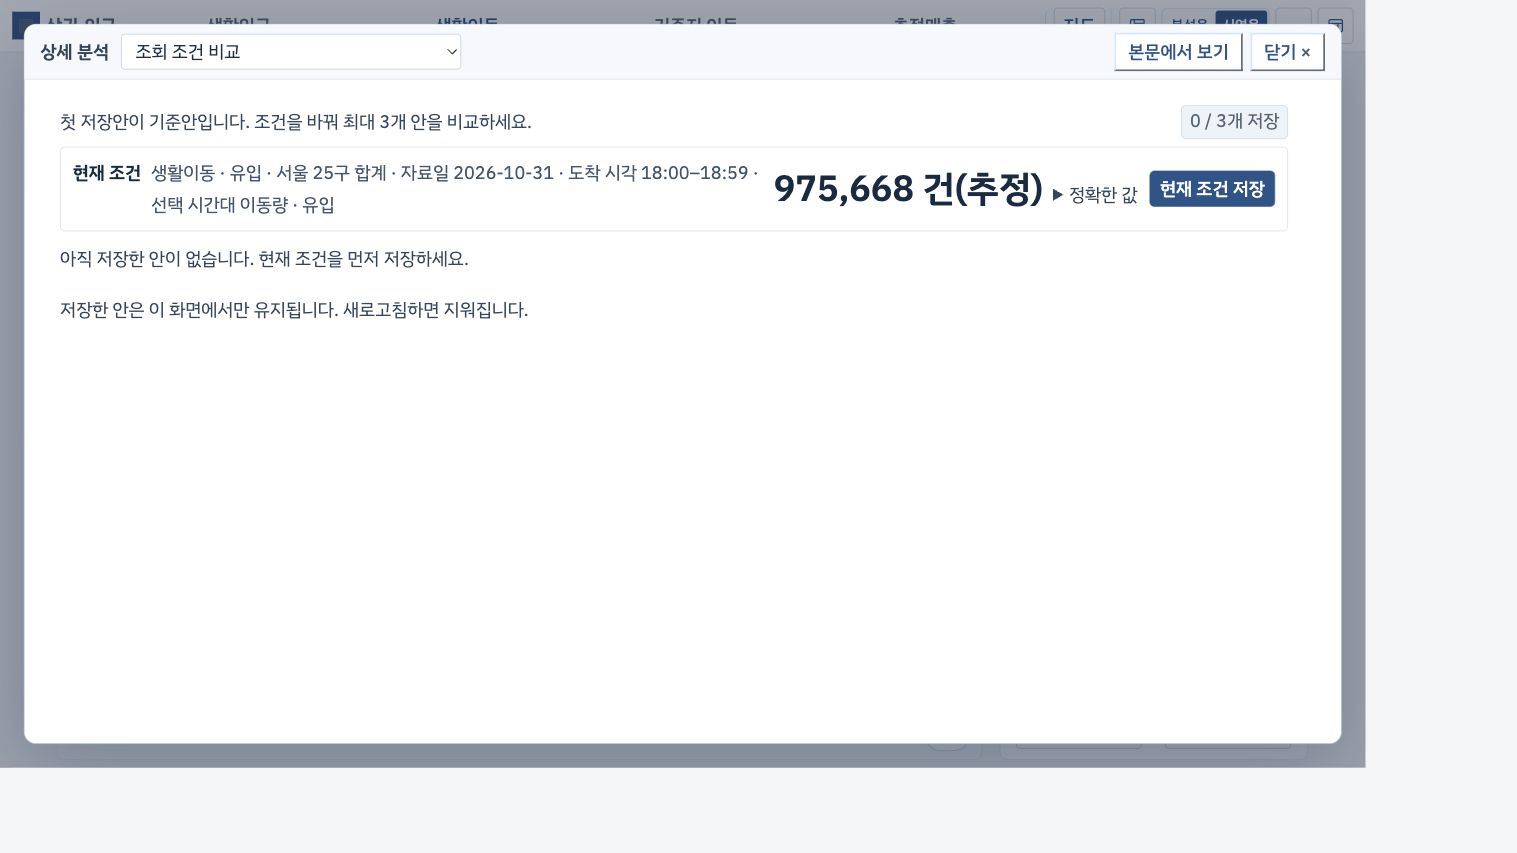 상세 분석
조회 조건 비교
본문에서 보기
닫기 ×
첫 저장안이 기준안입니다. 조건을 바꿔 최대 3개 안을 비교하세요.
0 / 3개 저장
현재 조건
생활이동 · 유입 · 서울 25구 합계 · 자료일 2026-10-31 · 도착 시각 18:00–18:59 ·
선택 시간대 이동량 · 유입
975,668 건(추정)
▶ 정확한 값
현재 조건 저장
아직 저장한 안이 없습니다. 현재 조건을 먼저 저장하세요.
저장한 안은 이 화면에서만 유지됩니다. 새로고침하면 지워집니다.